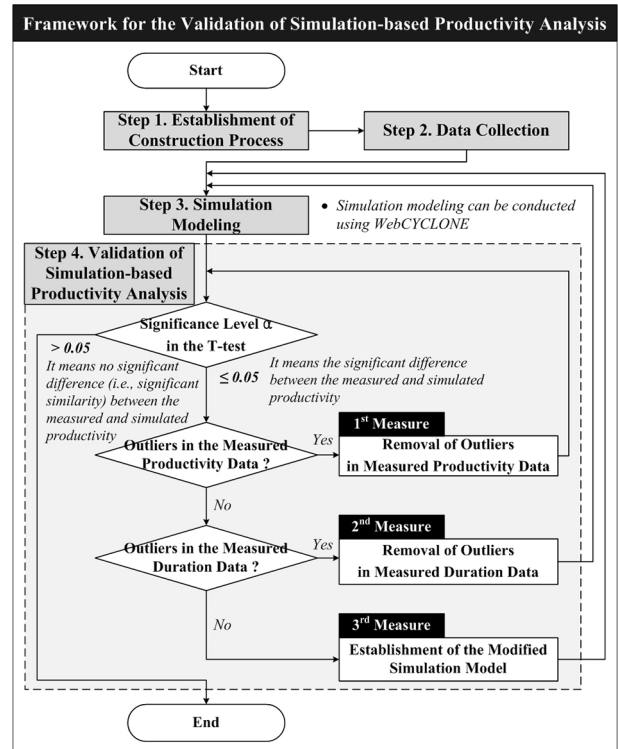 Framework for the Validation of Simulation-based Productivity Analysis
Start
Step 1. Establishment of
Construction Process
Step 2. Data Collection
Step 3. Simulation
Modeling
• Simulation modeling can be conducted
using WebCYCLONE
Step 4. Validation of
Simulation-based
Productivity Analysis
Significance Level α
in the T-test
> 0.05
It means no significant
difference (i.e., significant
similarity) between the
measured and simulated
productivity
≤ 0.05
It means the significant difference
between the measured and simulated
productivity
Outliers in the Measured
Productivity Data ?
Yes
1st Measure
Removal of Outliers
in Measured Productivity Data
No
Outliers in the Measured
Duration Data ?
Yes
2nd Measure
Removal of Outliers
in Measured Duration Data
No
3rd Measure
Establishment of the Modified
Simulation Model
End